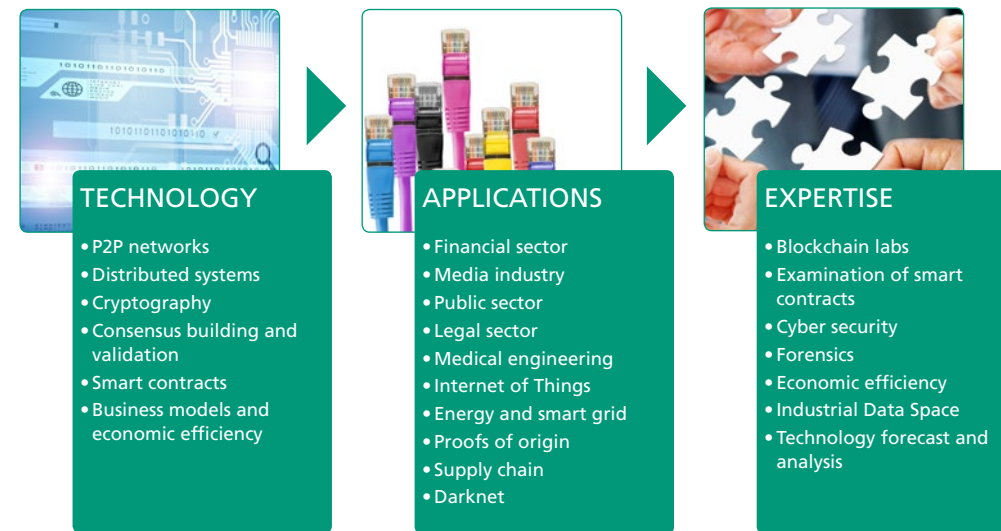 10101101101010110
TECHNOLOGY
• P2P networks
• Distributed systems
• Cryptography
• Consensus building and
validation
• Smart contracts
• Business models and
economic efficiency
APPLICATIONS
• Financial sector
• Media industry
• Public sector
• Legal sector
• Medical engineering
• Internet of Things
• Energy and smart grid
• Proofs of origin
• Supply chain
• Darknet
EXPERTISE
• Blockchain labs
• Examination of smart
contracts
• Cyber security
• Forensics
• Economic efficiency
• Industrial Data Space
• Technology forecast and
analysis